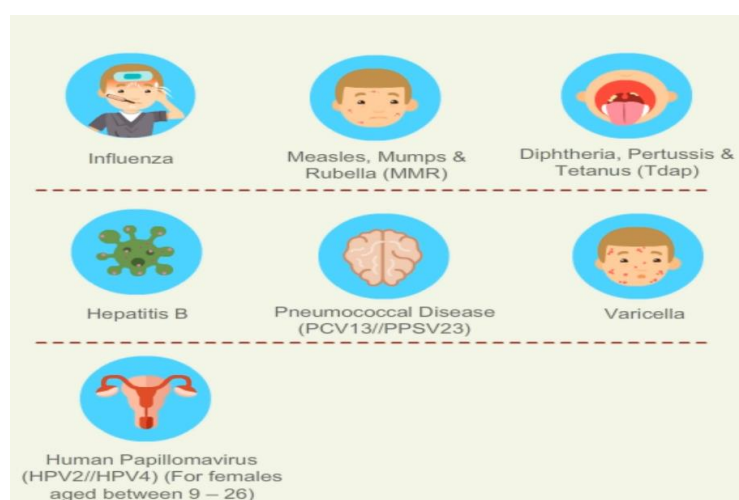 Influenza
Measles, Mumps &
Rubella (MMR)
Diphtheria, Pertussis &
Tetanus (Tdap)
Hepatitis B
Pneumococcal Disease
(PCV13//PPSV23)
Varicella
Human Papillomavirus
(HPV2//HPV4) (For females
aged between 9 – 26)